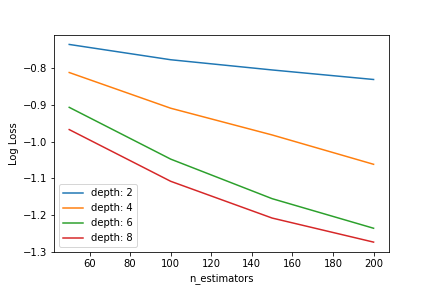 −0.8
−0.9
−1.0
−1.1
−1.2
−1.3
Log Loss
depth: 2
depth: 4
depth: 6
depth: 8
60 80 100 120 140 160 180 200
n_estimators